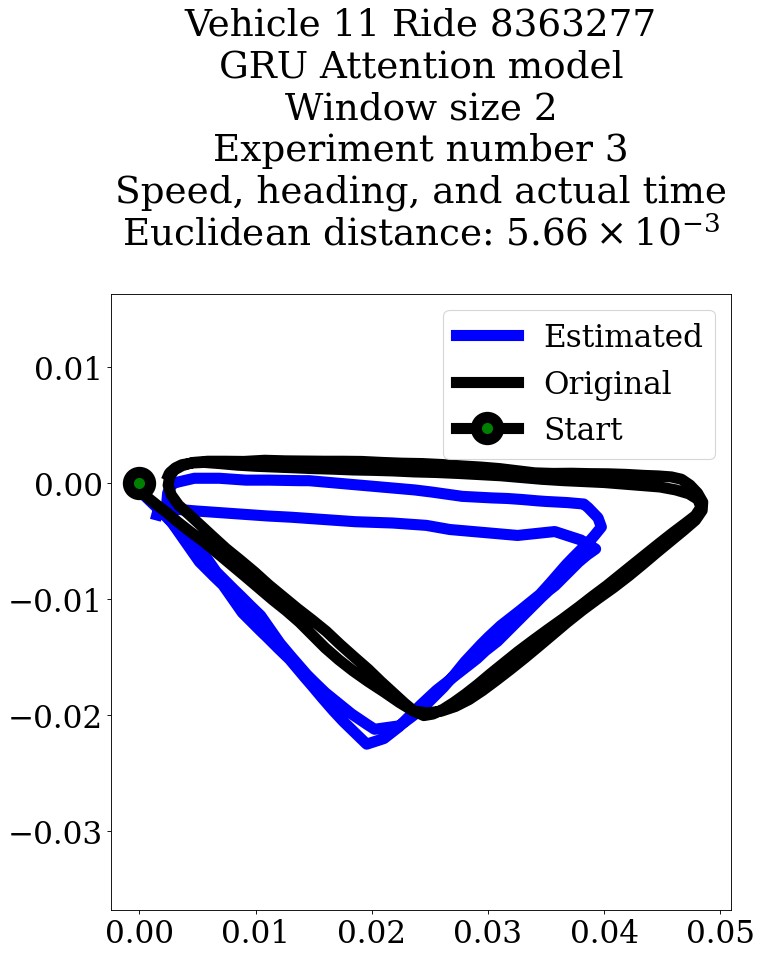 Vehicle 11 Ride 8363277
GRU Attention model
Window size 2
Experiment number 3
Speed, heading, and actual time
Euclidean distance: 5.66 × 10⁻³
Estimated
Original
Start
0.01
0.00
−0.01
−0.02
−0.03
0.00 0.01 0.02 0.03 0.04 0.05